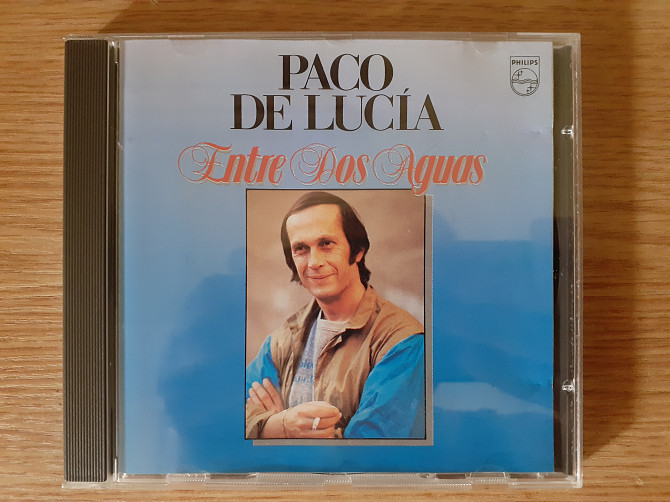 PACO
DE LUCÍA
Entre Dos Aguas
PHILIPS